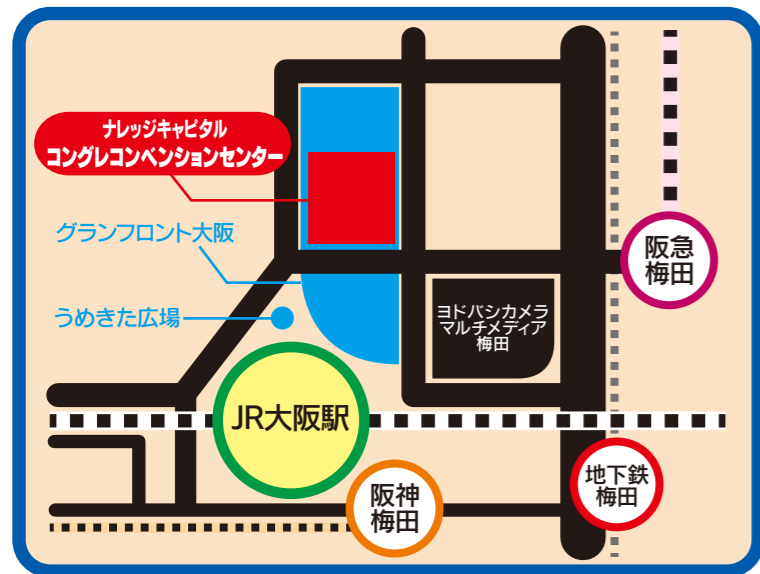 ナレッジキャピタル
コングレコンベンションセンター
グランフロント大阪
うめきた広場
阪急
梅田
ヨドバシカメラ
マルチメディア
梅田
JR大阪駅
地下鉄
梅田
阪神
梅田